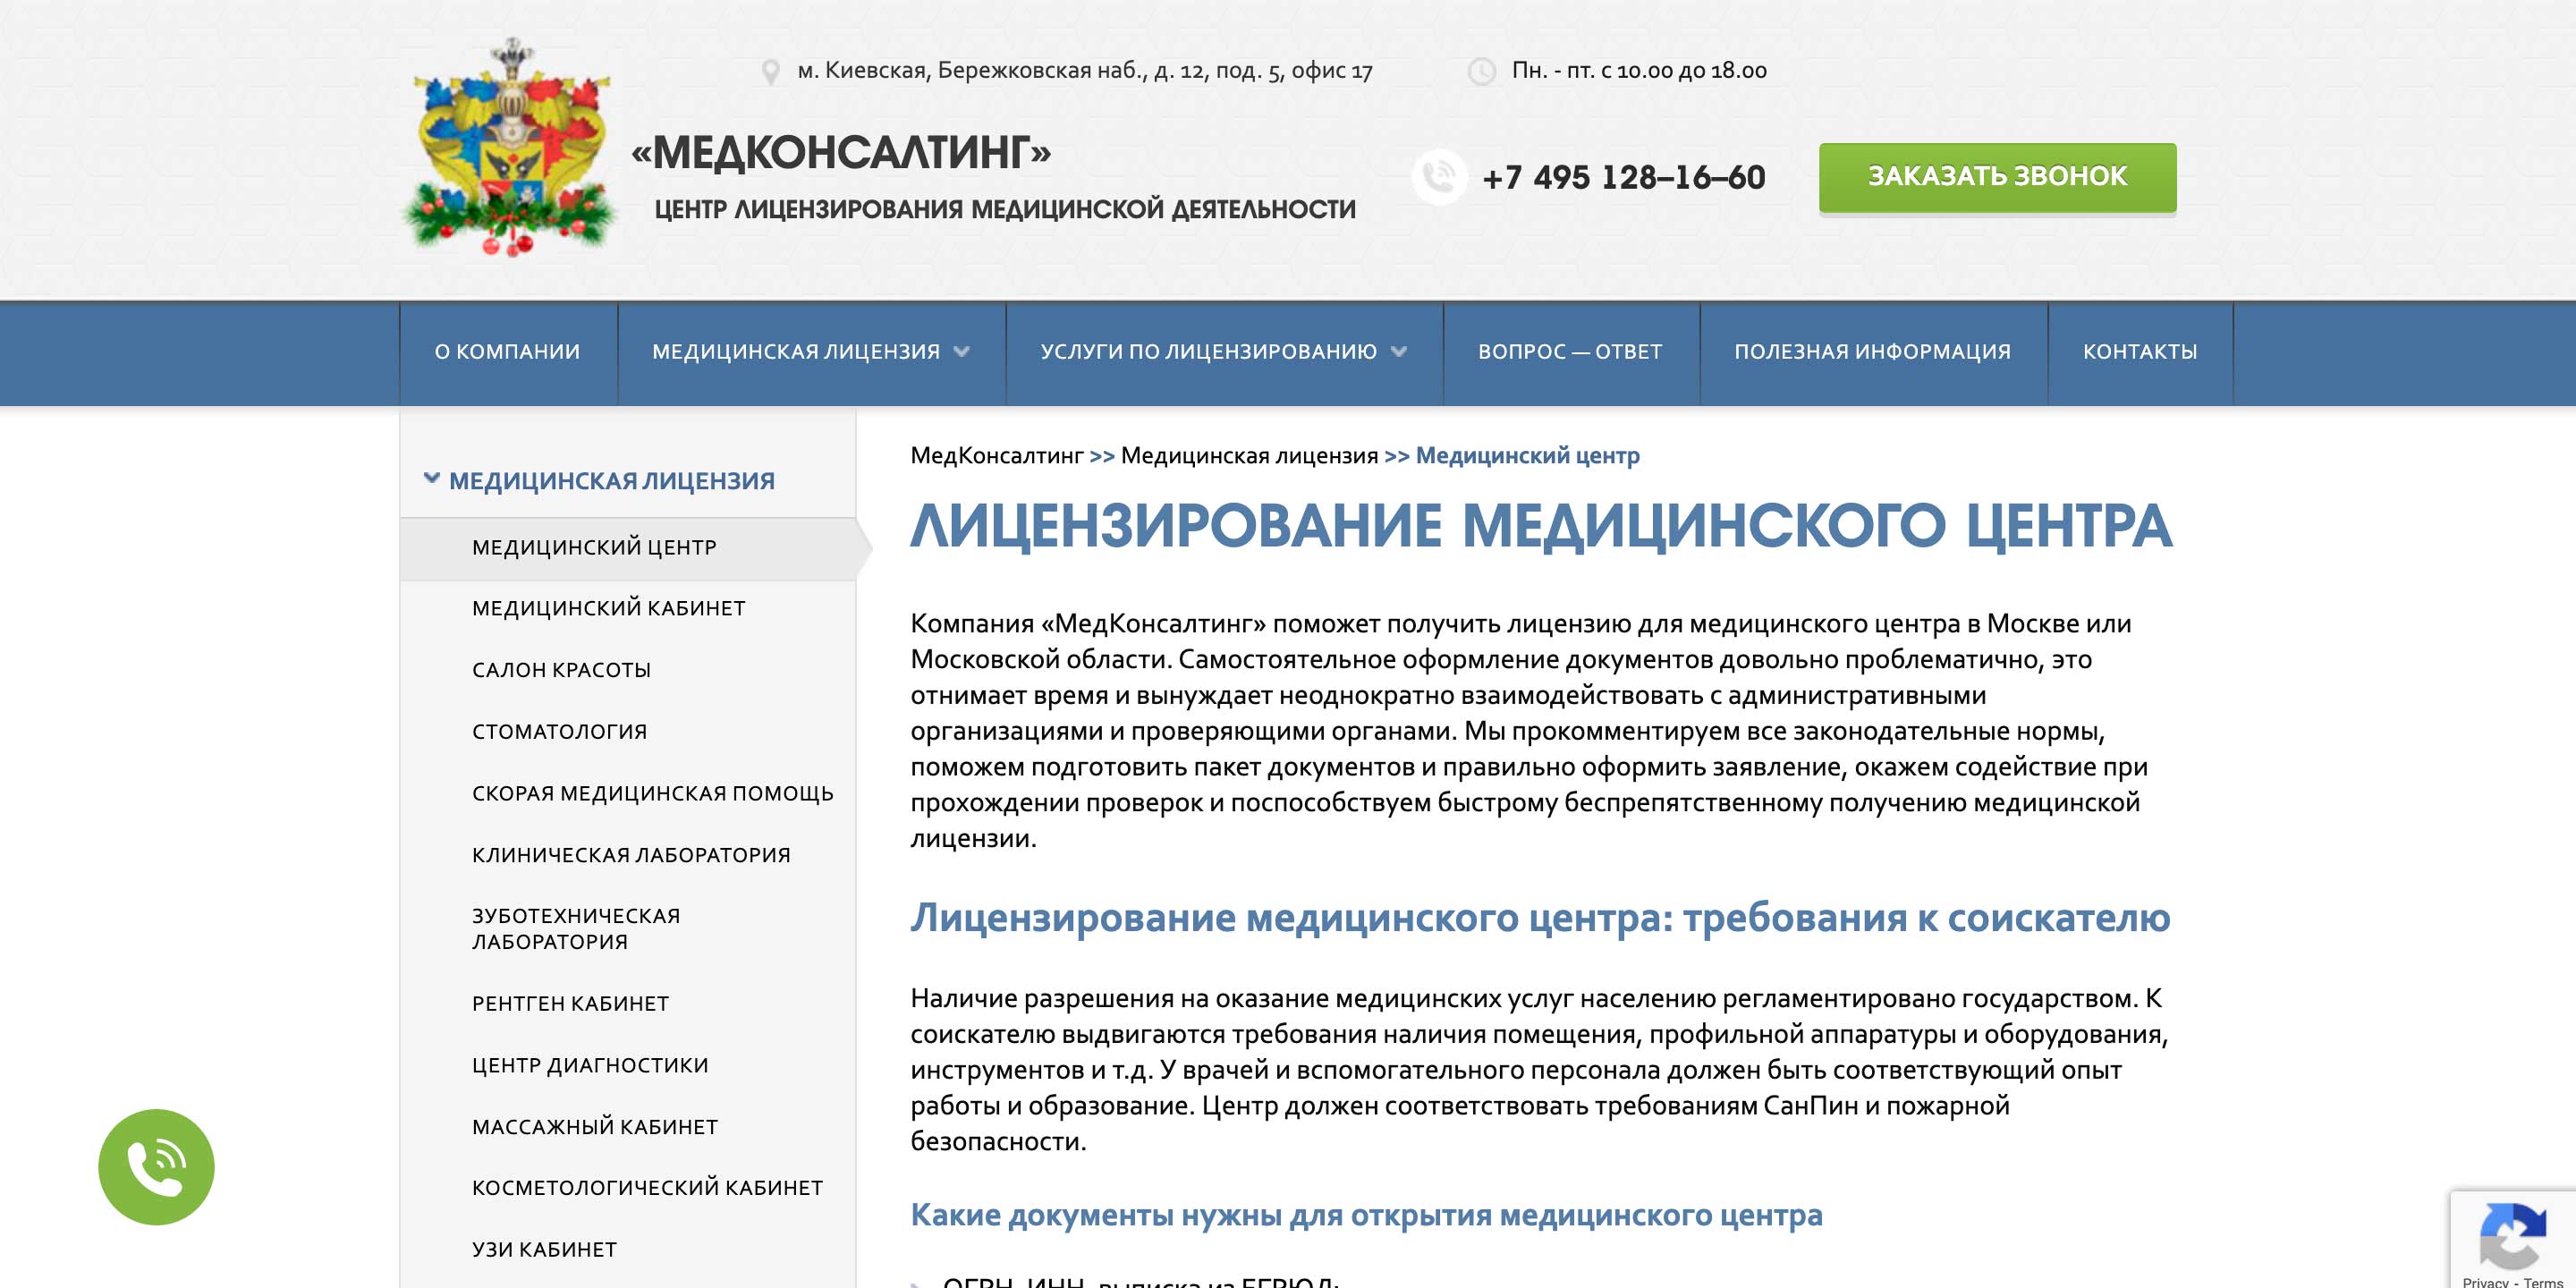 м. Киевская, Бережковская наб., д. 12, под. 5, офис 17
Пн. - пт. с 10.00 до 18.00
«МЕДКОНСАЛТИНГ»
ЦЕНТР ЛИЦЕНЗИРОВАНИЯ МЕДИЦИНСКОЙ ДЕЯТЕЛЬНОСТИ
+7 495 128–16–60
ЗАКАЗАТЬ ЗВОНОК
О КОМПАНИИ
МЕДИЦИНСКАЯ ЛИЦЕНЗИЯ
УСЛУГИ ПО ЛИЦЕНЗИРОВАНИЮ
ВОПРОС — ОТВЕТ
ПОЛЕЗНАЯ ИНФОРМАЦИЯ
КОНТАКТЫ
МЕДИЦИНСКАЯ ЛИЦЕНЗИЯ
МЕДИЦИНСКИЙ ЦЕНТР
МЕДИЦИНСКИЙ КАБИНЕТ
САЛОН КРАСОТЫ
СТОМАТОЛОГИЯ
СКОРАЯ МЕДИЦИНСКАЯ ПОМОЩЬ
КЛИНИЧЕСКАЯ ЛАБОРАТОРИЯ
ЗУБОТЕХНИЧЕСКАЯ
ЛАБОРАТОРИЯ
РЕНТГЕН КАБИНЕТ
ЦЕНТР ДИАГНОСТИКИ
МАССАЖНЫЙ КАБИНЕТ
КОСМЕТОЛОГИЧЕСКИЙ КАБИНЕТ
УЗИ КАБИНЕТ
МедКонсалтинг >> Медицинская лицензия >> Медицинский центр
ЛИЦЕНЗИРОВАНИЕ МЕДИЦИНСКОГО ЦЕНТРА
Компания «МедКонсалтинг» поможет получить лицензию для медицинского центра в Москве или
Московской области. Самостоятельное оформление документов довольно проблематично, это
отнимает время и вынуждает неоднократно взаимодействовать с административными
организациями и проверяющими органами. Мы прокомментируем все законодательные нормы,
поможем подготовить пакет документов и правильно оформить заявление, окажем содействие при
прохождении проверок и поспособствуем быстрому беспрепятственному получению медицинской
лицензии.
Лицензирование медицинского центра: требования к соискателю
Наличие разрешения на оказание медицинских услуг населению регламентировано государством. К
соискателю выдвигаются требования наличия помещения, профильной аппаратуры и оборудования,
инструментов и т.д. У врачей и вспомогательного персонала должен быть соответствующий опыт
работы и образование. Центр должен соответствовать требованиям СанПин и пожарной
безопасности.
Какие документы нужны для открытия медицинского центра
ОГРН, ИНН, выписка из ЕГРЮЛ;
Privacy - Terms